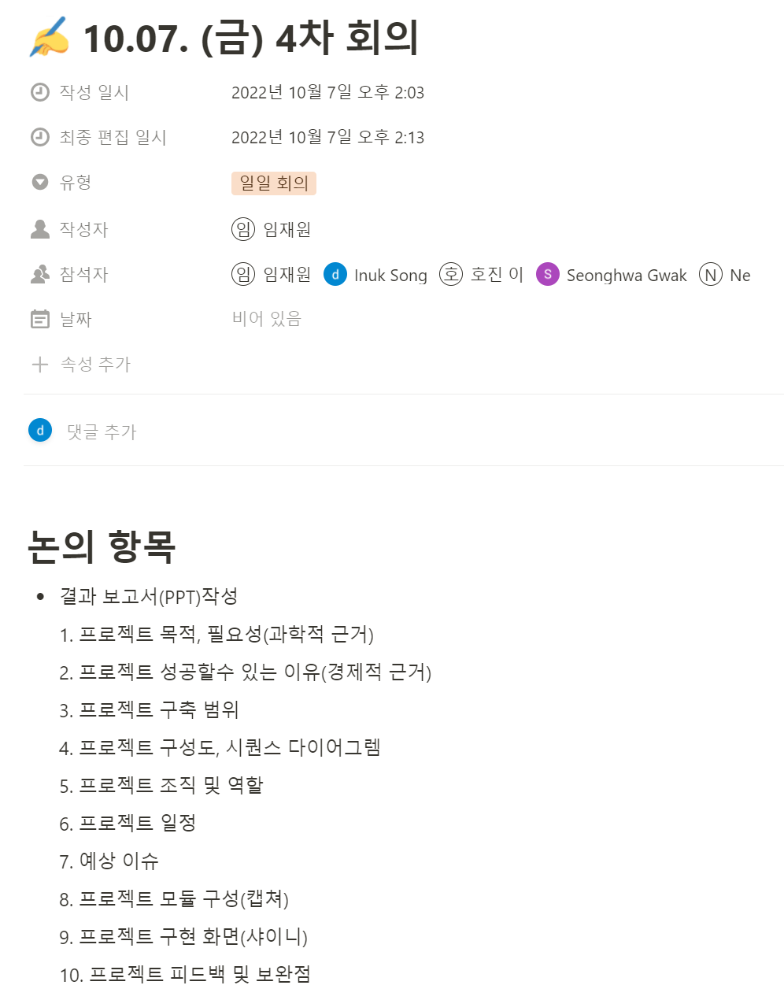 10.07. (금) 4차 회의
작성 일시 2022년 10월 7일 오후 2:03
최종 편집 일시 2022년 10월 7일 오후 2:13
유형 일일 회의
작성자 임 임재원
참석자 임 임재원 d Inuk Song 호 호진 이 S Seonghwa Gwak N Ne
날짜 비어 있음
속성 추가
d 댓글 추가
논의 항목
• 결과 보고서(PPT)작성
1. 프로젝트 목적, 필요성(과학적 근거)
2. 프로젝트 성공할수 있는 이유(경제적 근거)
3. 프로젝트 구축 범위
4. 프로젝트 구성도, 시퀀스 다이어그렘
5. 프로젝트 조직 및 역할
6. 프로젝트 일정
7. 예상 이슈
8. 프로젝트 모듈 구성(캡쳐)
9. 프로젝트 구현 화면(샤이니)
10. 프로젝트 피드백 및 보완점